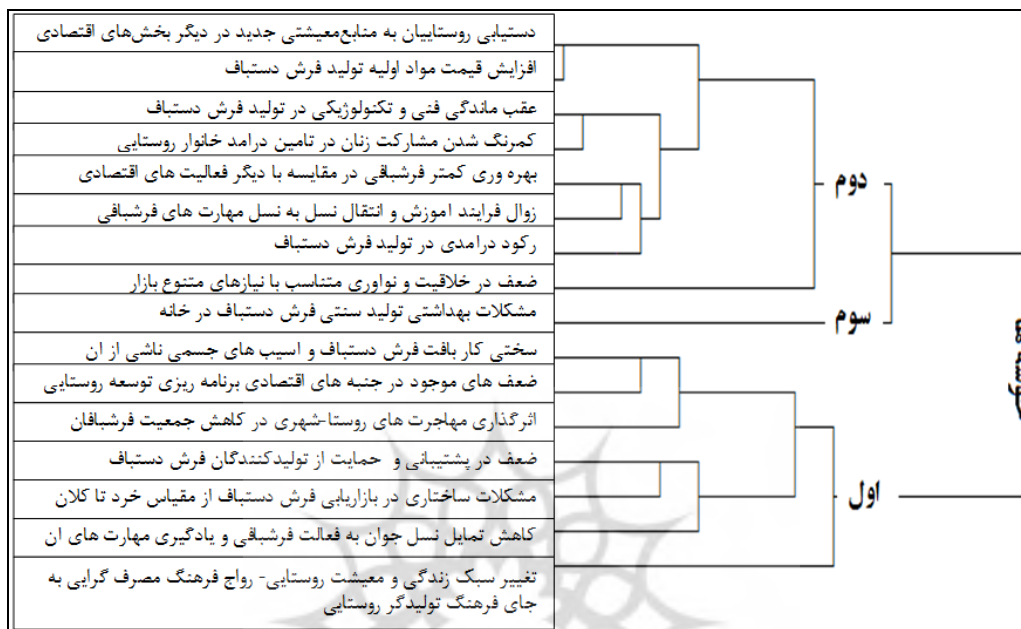 دستیابی روستاییان به منابع‌معیشتی جدید در دیگر بخش‌های اقتصادی
افزایش قیمت مواد اولیه تولید فرش دستباف
عقب ماندگی فنی و تکنولوژیکی در تولید فرش دستباف
کمرنگ شدن مشارکت زنان در تامین درامد خانوار روستایی
بهره وری کمتر فرشبافی در مقایسه با دیگر فعالیت های اقتصادی
زوال فرایند اموزش و انتقال نسل به نسل مهارت های فرشبافی
رکود درامدی در تولید فرش دستباف
ضعف در خلاقیت و نواوری متناسب با نیازهای متنوع بازار
مشکلات بهداشتی تولید سنتی فرش دستباف در خانه
سختی کار بافت فرش دستباف و اسیب های جسمی ناشی از ان
ضعف های موجود در جنبه های اقتصادی برنامه ریزی توسعه روستایی
اثرگذاری مهاجرت های روستا-شهری در کاهش جمعیت فرشبافان
ضعف در پشتیبانی و حمایت از تولیدکنندگان فرش دستباف
مشکلات ساختاری در بازاریابی فرش دستباف از مقیاس خرد تا کلان
کاهش تمایل نسل جوان به فعالت فرشبافی و یادگیری مهارت های ان
تغییر سبک زندگی و معیشت روستایی- رواج فرهنگ مصرف گرایی به
جای فرهنگ تولیدگر روستایی
دوم
سوم
اول